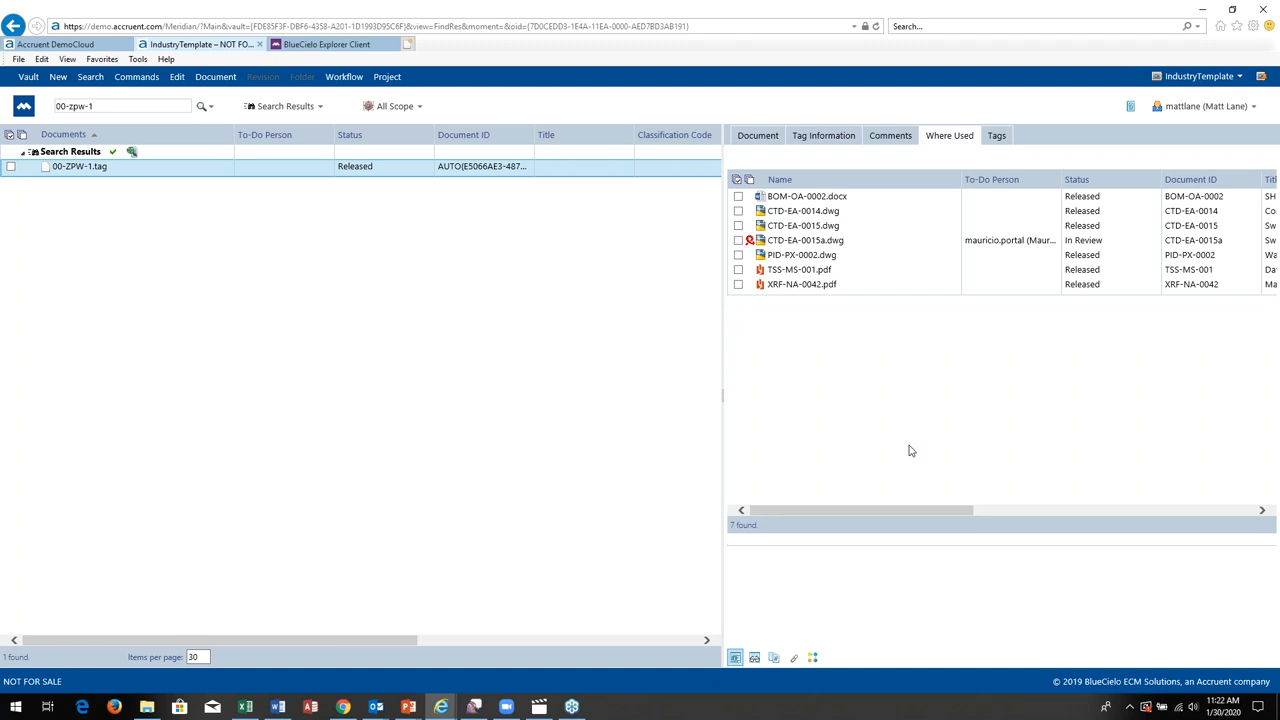 https://demo.accruent.com/Meridian/?Main&vault={FDE85F3F-DBF6-4358-A201-1D1993D95C6F}&view=FindRes&moment=&oid={7D0CEDD3-1E4A-11EA-0000-AED7BD3AB191}
Search...
Accruent DemoCloud
IndustryTemplate – NOT FO...
BlueCielo Explorer Client
File Edit View Favorites Tools Help
Vault New Search Commands Edit Document Revision Folder Workflow Project
IndustryTemplate
00-zpw-1
Search Results
All Scope
mattlane (Matt Lane)
Documents To-Do Person Status Document ID Title Classification Code
Search Results
00-ZPW-1.tag Released AUTO{E5066AE3-487...
1 found.
Items per page: 30
Document Tag Information Comments Where Used Tags
Name To-Do Person Status Document ID Titl
BOM-OA-0002.docx Released BOM-OA-0002 SH
CTD-EA-0014.dwg Released CTD-EA-0014 Co
CTD-EA-0015.dwg Released CTD-EA-0015 Sw
CTD-EA-0015a.dwg mauricio.portal (Maur... In Review CTD-EA-0015a Sw
PID-PX-0002.dwg Released PID-PX-0002 Wa
TSS-MS-001.pdf Released TSS-MS-001 Da
XRF-NA-0042.pdf Released XRF-NA-0042 Ma
7 found.
NOT FOR SALE
© 2019 BlueCielo ECM Solutions, an Accruent company
11:22 AM
1/30/2020